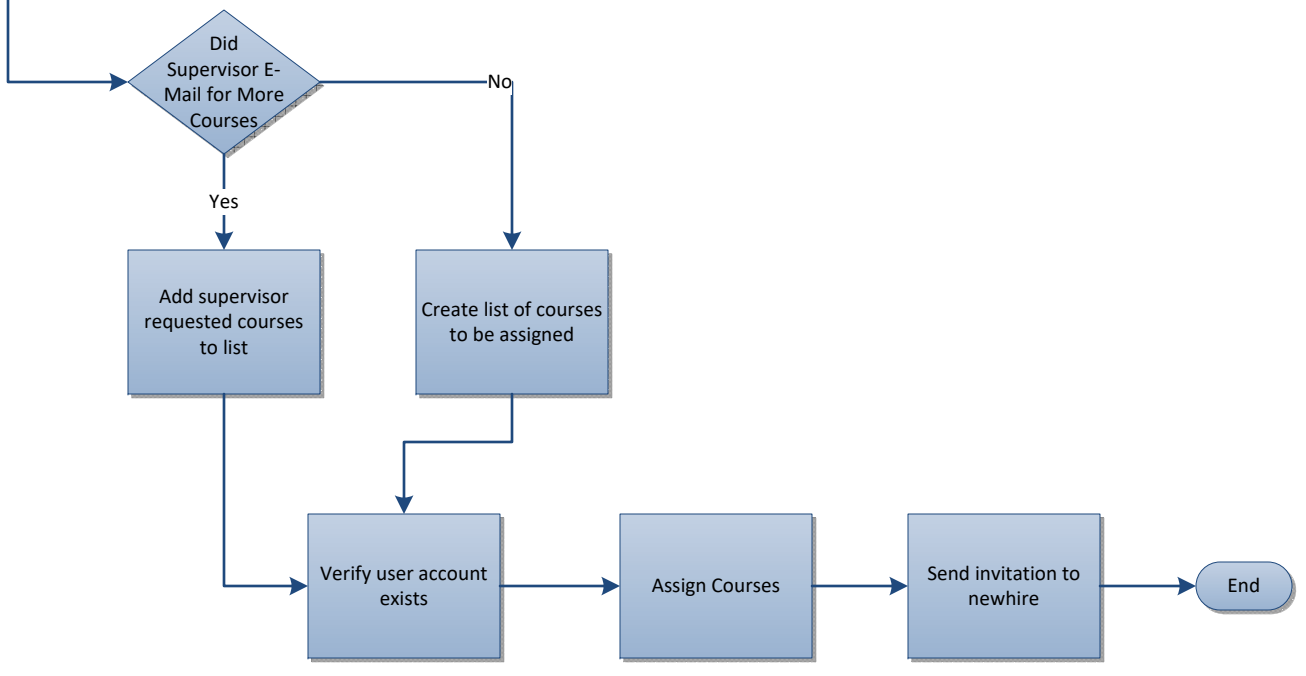 Did
Supervisor E-
Mail for More
Courses
No
Yes
Add supervisor
requested courses
to list
Create list of courses
to be assigned
Verify user account
exists
Assign Courses
Send invitation to
newhire
End